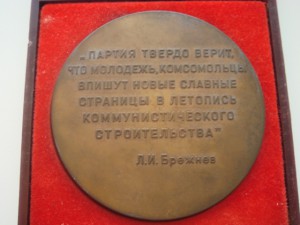 „ПАРТИЯ ТВЕРДО ВЕРИТ,
ЧТО МОЛОДЕЖЬ, КОМСОМОЛЬЦЫ
ВПИШУТ НОВЫЕ СЛАВНЫЕ
СТРАНИЦЫ В ЛЕТОПИСЬ
КОММУНИСТИЧЕСКОГО
СТРОИТЕЛЬСТВА"
Л.И. Брежнев